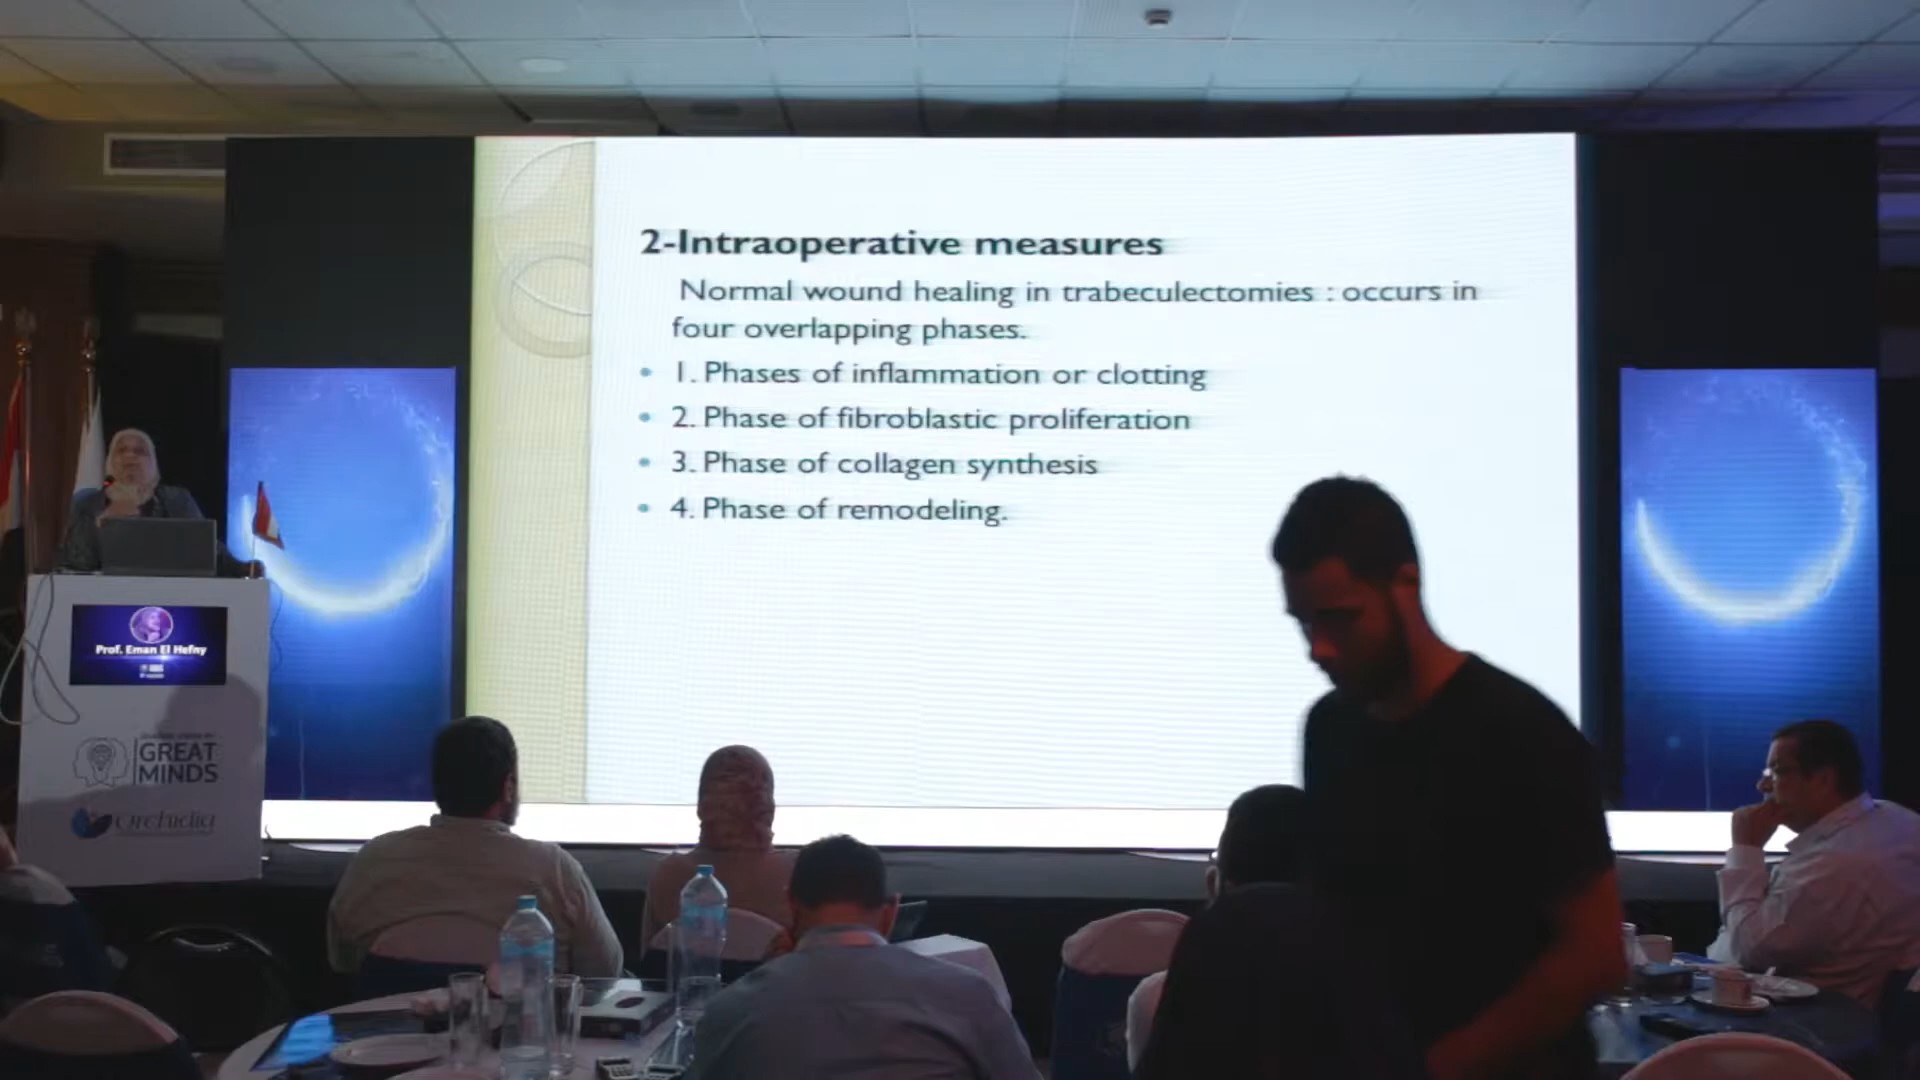 2-Intraoperative measures
Normal wound healing in trabeculectomies : occurs in
four overlapping phases.
• 1. Phases of inflammation or clotting
• 2. Phase of fibroblastic proliferation
• 3. Phase of collagen synthesis
• 4. Phase of remodeling.
Prof. Eman El Hefny
GREAT
MINDS
Orchidia